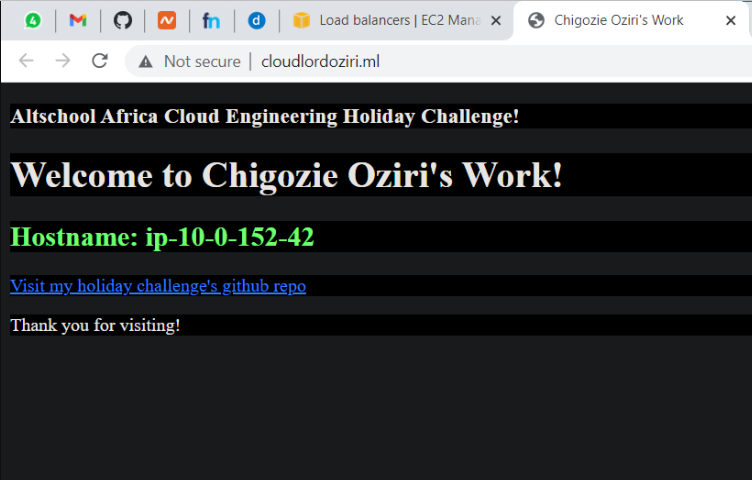 4
fn
d
Load balancers | EC2 Mana
Chigozie Oziri's Work
Not secure | cloudlordoziri.ml
Altschool Africa Cloud Engineering Holiday Challenge!
Welcome to Chigozie Oziri's Work!
Hostname: ip-10-0-152-42
Visit my holiday challenge's github repo
Thank you for visiting!